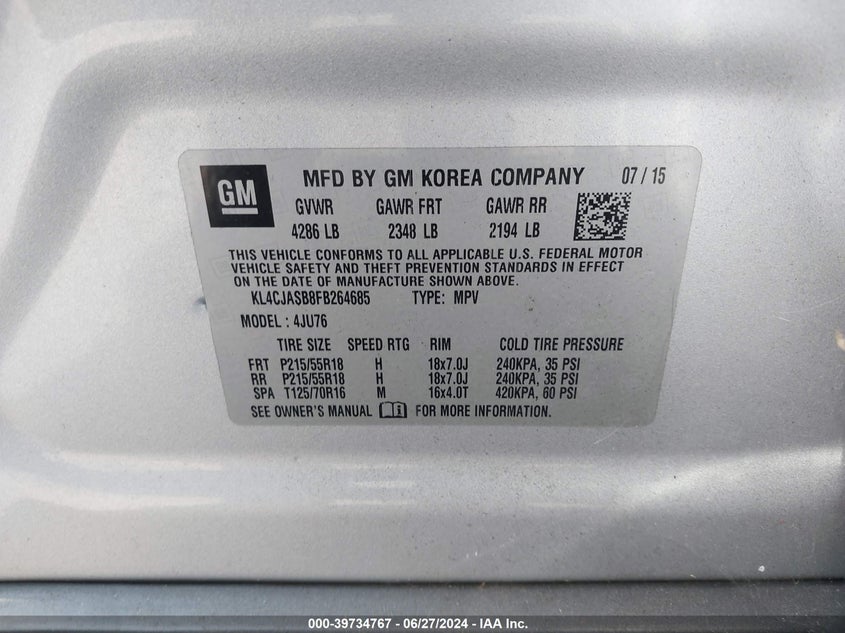 GM MFD BY GM KOREA COMPANY 07 / 15
GVWR GAWR FRT GAWR RR
4286 LB 2348 LB 2194 LB
THIS VEHICLE CONFORMS TO ALL APPLICABLE U.S. FEDERAL MOTOR
VEHICLE SAFETY AND THEFT PREVENTION STANDARDS IN EFFECT
ON THE DATE OF MANUFACTURE SHOWN ABOVE.
KL4CJASB8FB264685 TYPE: MPV
MODEL : 4JU76
TIRE SIZE SPEED RTG RIM COLD TIRE PRESSURE
FRT P215/55R18 H 18x7.0J 240KPA, 35 PSI
RR P215/55R18 H 18x7.0J 240KPA, 35 PSI
SPA T125/70R16 M 16x4.0T 420KPA, 60 PSI
SEE OWNER'S MANUAL FOR MORE INFORMATION.
000-39734767 - 06/27/2024 - IAA Inc.